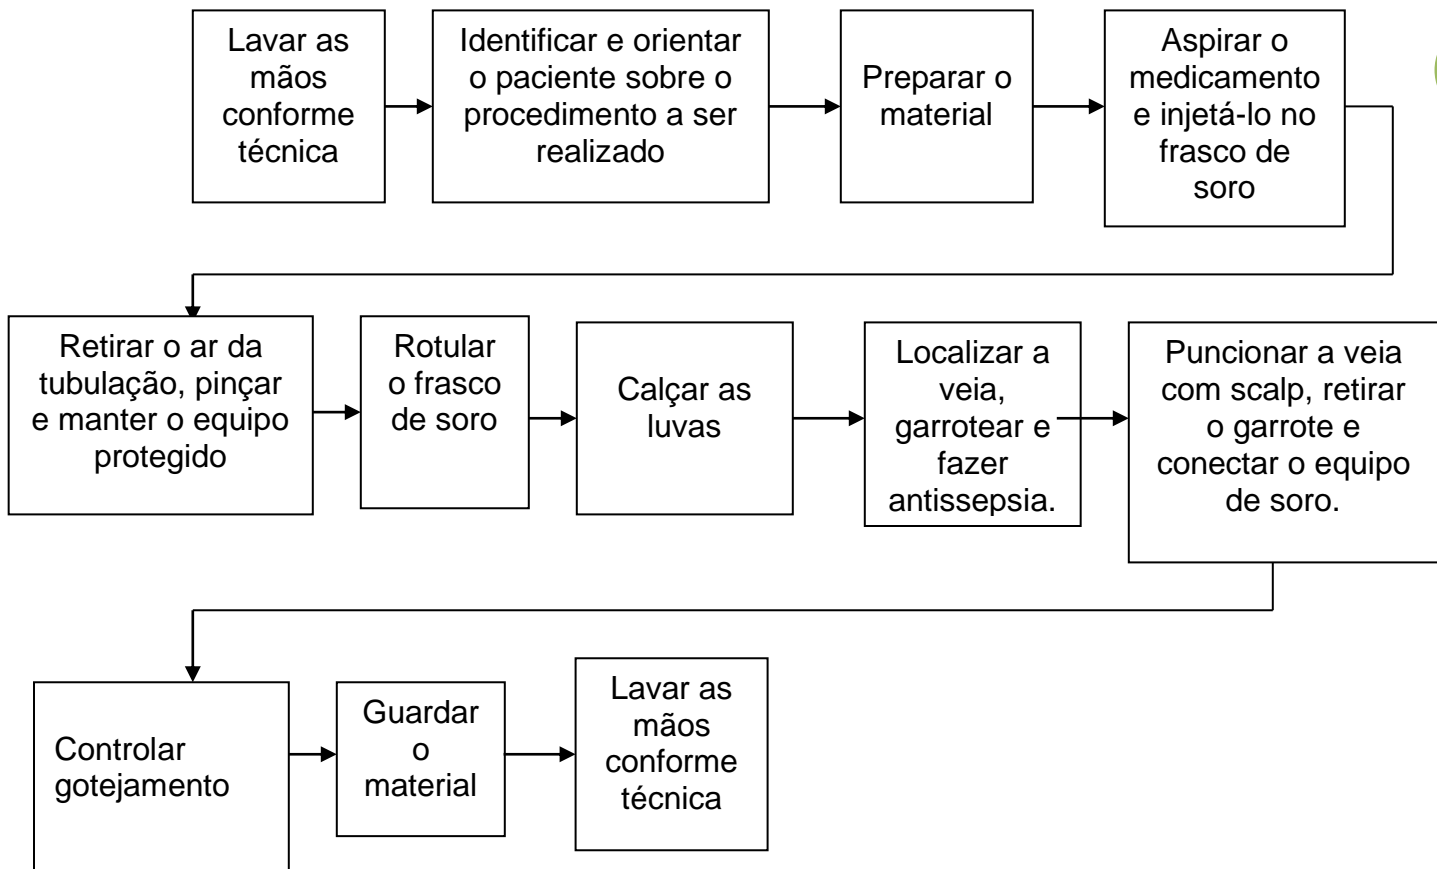 Lavar as
mãos
conforme
técnica
Identificar e orientar
o paciente sobre o
procedimento a ser
realizado
Preparar o
material
Aspirar o
medicamento
e injetá-lo no
frasco de
soro
Retirar o ar da
tubulação, pinçar
e manter o equipo
protegido
Rotular
o frasco
de soro
Calçar as
luvas
Localizar a
veia,
garrotear e
fazer
antissepsia.
Puncionar a veia
com scalp, retirar
o garrote e
conectar o equipo
de soro.
Controlar
gotejamento
Guardar
o
material
Lavar as
mãos
conforme
técnica